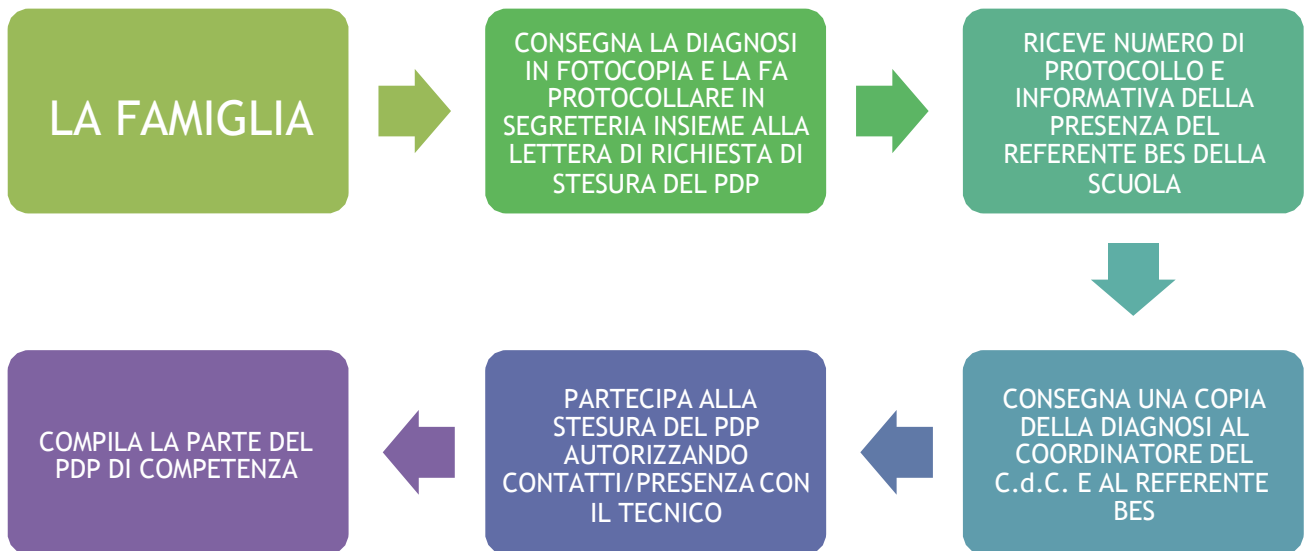 LA FAMIGLIA
CONSEGNA LA DIAGNOSI
IN FOTOCOPIA E LA FA
PROTOCOLLARE IN
SEGRETERIA INSIEME ALLA
LETTERA DI RICHIESTA DI
STESURA DEL PDP
RICEVE NUMERO DI
PROTOCOLLO E
INFORMATIVA DELLA
PRESENZA DEL
REFERENTE BES DELLA
SCUOLA
CONSEGNA UNA COPIA
DELLA DIAGNOSI AL
COORDINATORE DEL
C.d.C. E AL REFERENTE
BES
PARTECIPA ALLA
STESURA DEL PDP
AUTORIZZANDO
CONTATTI/PRESENZA CON
IL TECNICO
COMPILA LA PARTE DEL
PDP DI COMPETENZA